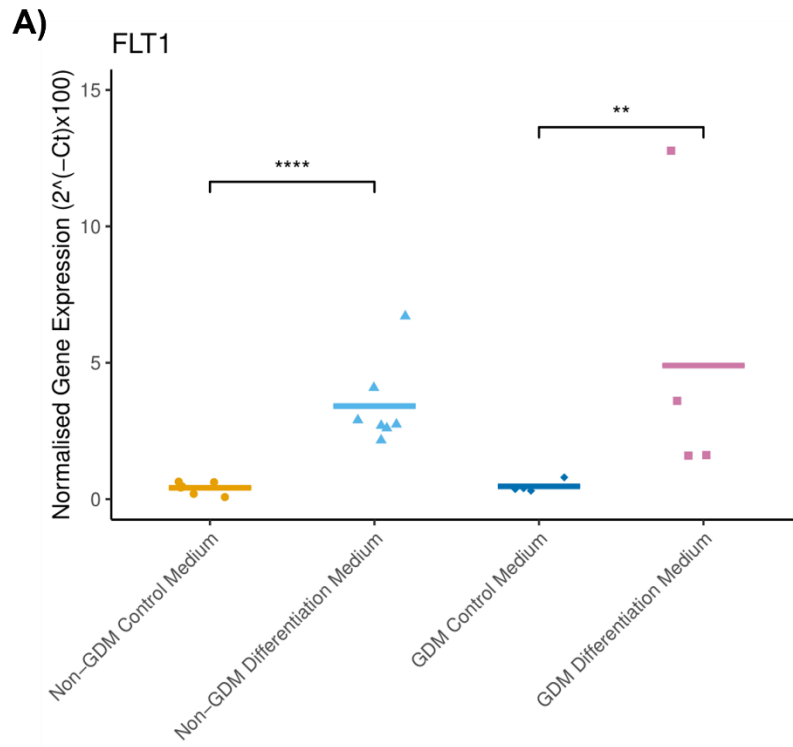 A)
FLT1
Normalised Gene Expression (2^(−Ct)x100)
15
10
5
0
****
**
Non−GDM Control Medium
Non−GDM Differentiation Medium
GDM Control Medium
GDM Differentiation Medium